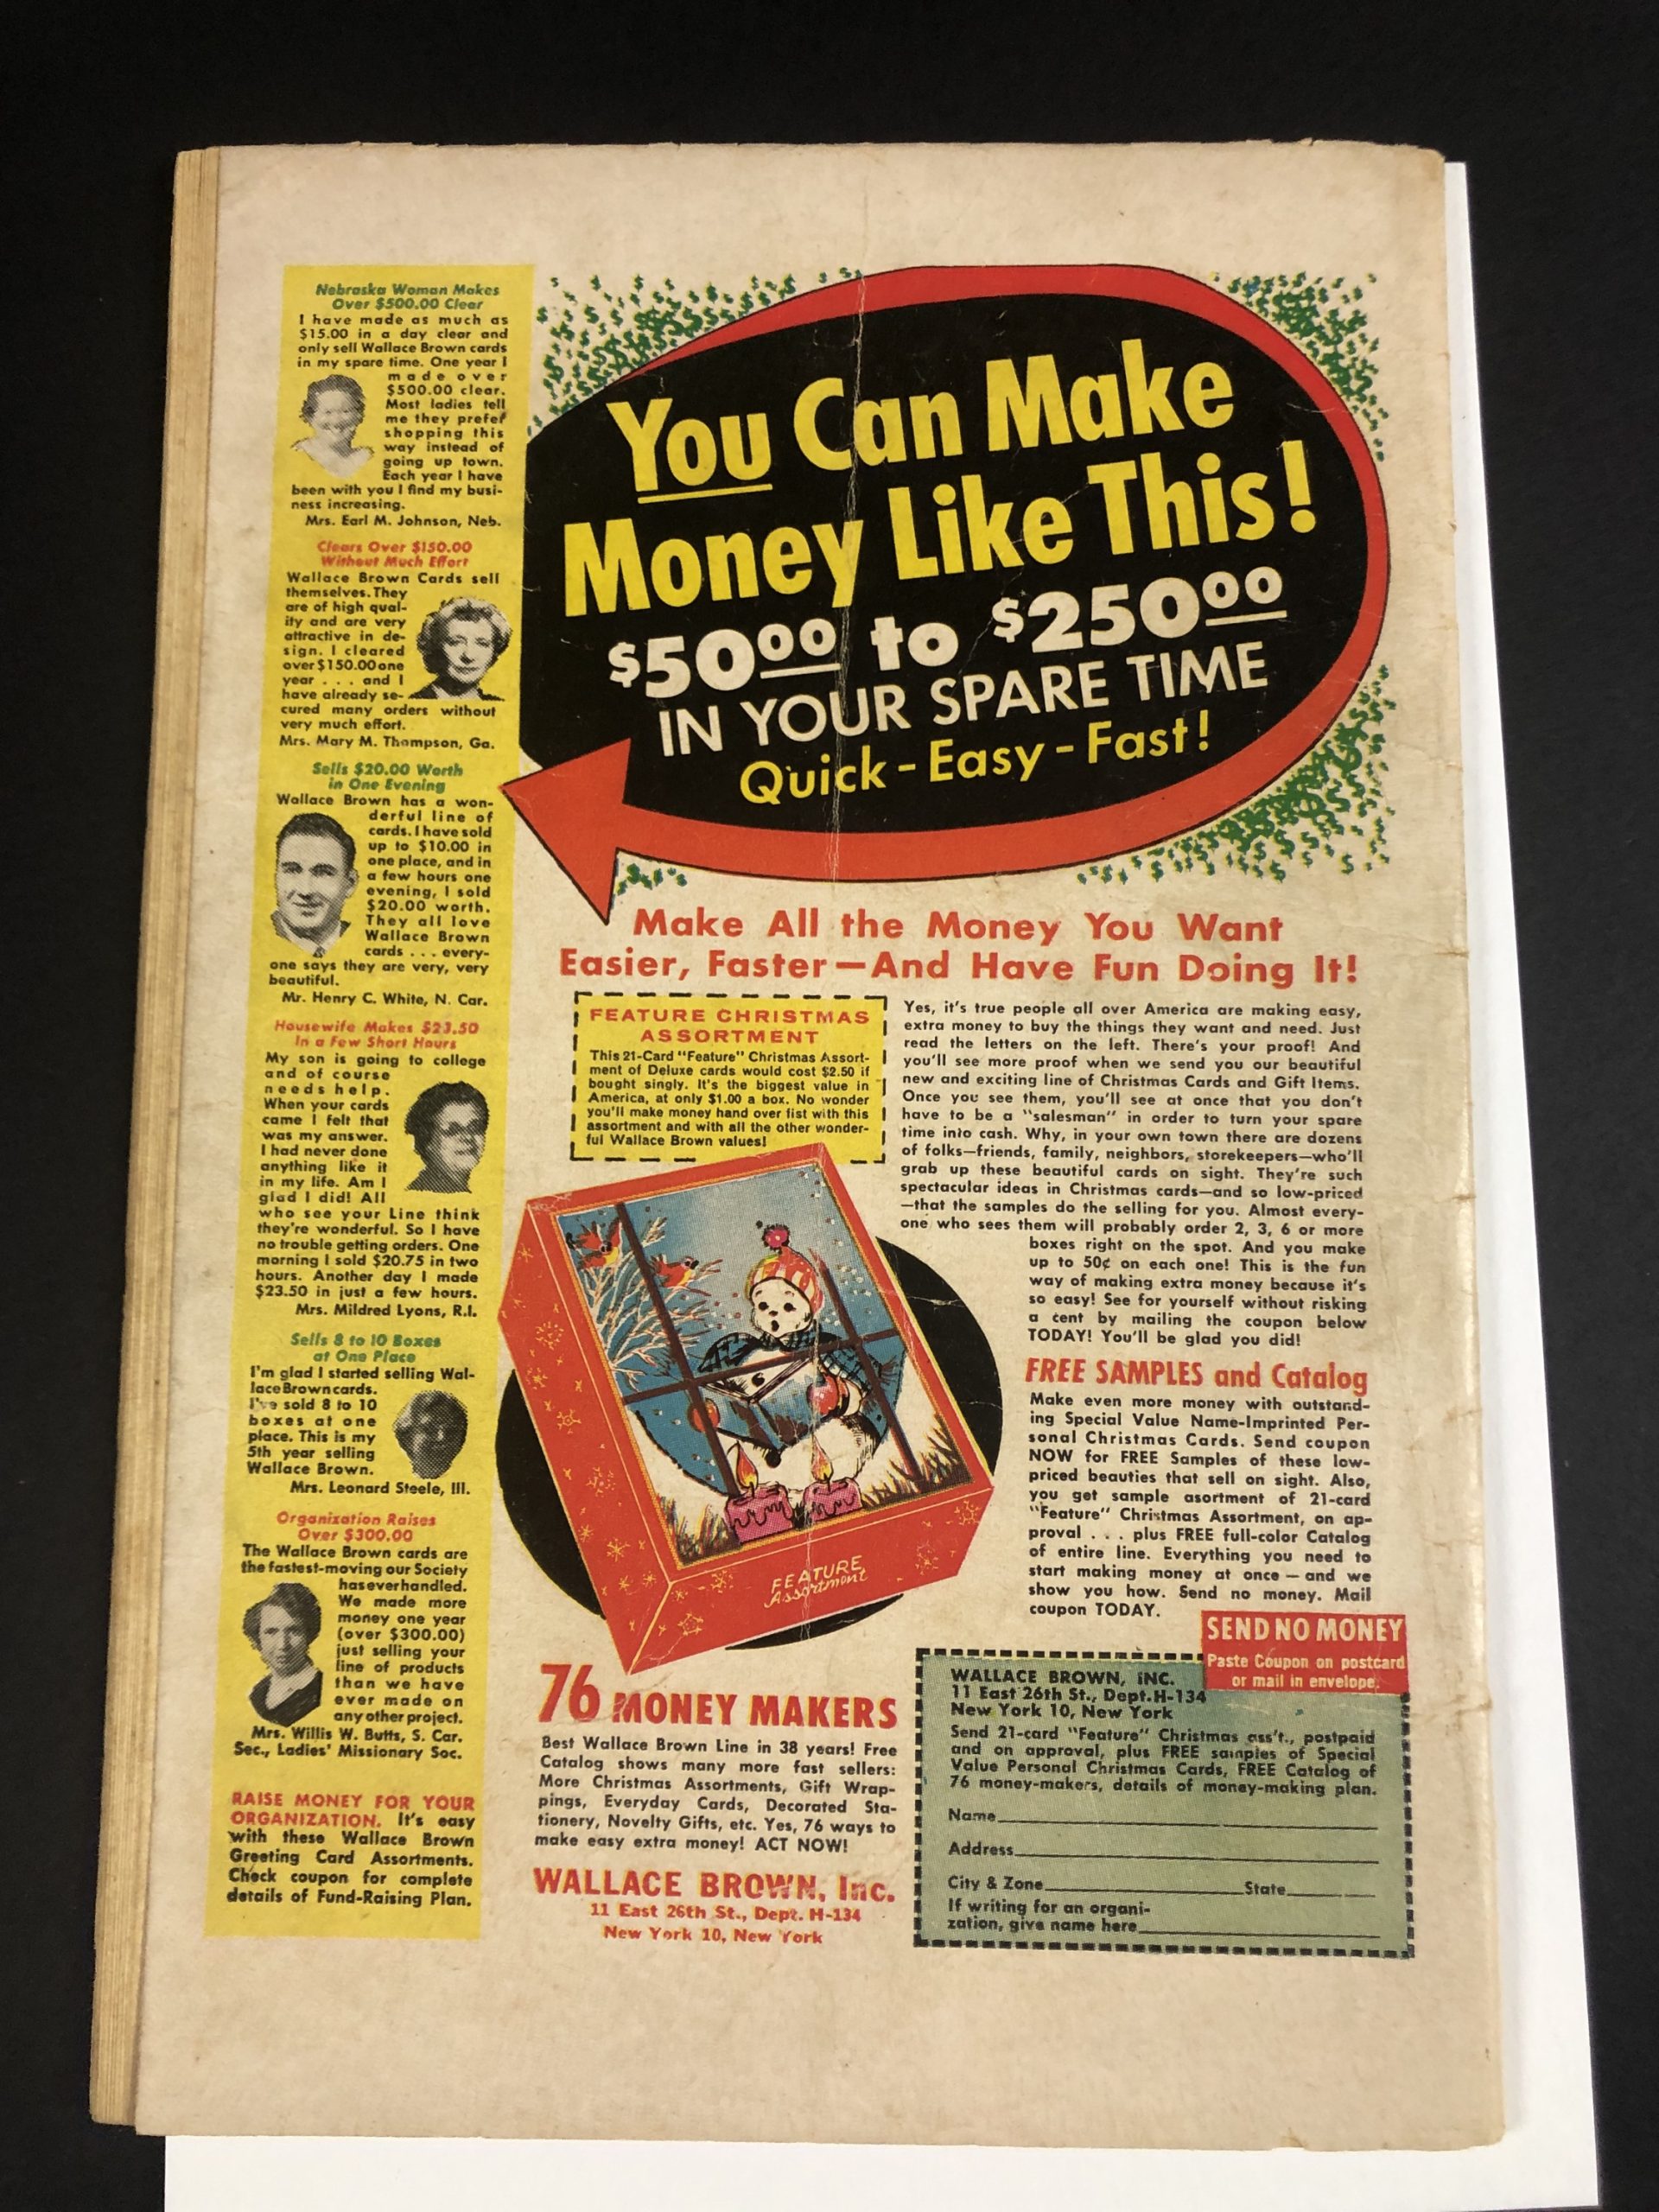 Nebraska Woman Makes
Over $500.00 Clear
I have made as much as
$15.00 in a day clear and
only sell Wallace Brown cards
in my spare time. One year I
made over
$500.00 clear.
Most ladies tell
me they prefer
shopping this
way instead of
going up town.
Each year I have
been with you I find my busi-
ness increasing.
Mrs. Earl M. Johnson, Neb.
Clears Over $150.00
Without Much Effort
Wallace Brown Cards sell
themselves. They
are of high qual-
ity and are very
attractive in de-
sign. I cleared
over $150.00 one
year . . . and I
have already se-
cured many orders without
very much effort.
Mrs. Mary M. Thompson, Ga.
Sells $20.00 Worth
in One Evening
Wallace Brown has a won-
derful line of
cards. I have sold
up to $10.00 in
one place, and in
a few hours one
evening, I sold
$20.00 worth.
They all love
Wallace Brown
cards . . . every-
one says they are very, very
beautiful.
Mr. Henry C. White, N. Car.
Housewife Makes $23.50
In a Few Short Hours
My son is going to college
and of course
needs help.
When your cards
came I felt that
was my answer.
I had never done
anything like it
in my life. Am I
glad I did! All
who see your Line think
they're wonderful. So I have
no trouble getting orders. One
morning I sold $20.75 in two
hours. Another day I made
$23.50 in just a few hours.
Mrs. Mildred Lyons, R.I.
Sells 8 to 10 Boxes
at One Place
I'm glad I started selling Wal-
lace Brown cards.
I've sold 8 to 10
boxes at one
place. This is my
5th year selling
Wallace Brown.
Mrs. Leonard Steele, Ill.
Organization Raises
Over $300.00
The Wallace Brown cards are
the fastest-moving our Society
has ever handled.
We made more
money one year
(over $300.00)
just selling your
line of products
than we have
ever made on
any other project.
Mrs. Willis W. Butts, S. Car.
Sec., Ladies' Missionary Soc.
RAISE MONEY FOR YOUR
ORGANIZATION. It's easy
with these Wallace Brown
Greeting Card Assortments.
Check coupon for complete
details of Fund-Raising Plan.
You Can Make
Money Like This!
$50.00 to $250.00
IN YOUR SPARE TIME
Quick - Easy - Fast!
Make All the Money You Want
Easier, Faster—And Have Fun Doing It!
FEATURE CHRISTMAS
ASSORTMENT
This 21-Card "Feature" Christmas Assort-
ment of Deluxe cards would cost $2.50 if
bought singly. It's the biggest value in
America, at only $1.00 a box. No wonder
you'll make money hand over fist with this
assortment and with all the other wonder-
ful Wallace Brown values!
Yes, it's true people all over America are making easy,
extra money to buy the things they want and need. Just
read the letters on the left. There's your proof! And
you'll see more proof when we send you our beautiful
new and exciting line of Christmas Cards and Gift Items.
Once you see them, you'll see at once that you don't
have to be a "salesman" in order to turn your spare
time into cash. Why, in your own town there are dozens
of folks—friends, family, neighbors, storekeepers—who'll
grab up these beautiful cards on sight. They're such
spectacular ideas in Christmas cards—and so low-priced
—that the samples do the selling for you. Almost every-
one who sees them will probably order 2, 3, 6 or more
boxes right on the spot. And you make
up to 50¢ on each one! This is the fun
way of making extra money because it's
so easy! See for yourself without risking
a cent by mailing the coupon below
TODAY! You'll be glad you did!
FREE SAMPLES and Catalog
Make even more money with outstand-
ing Special Value Name-Imprinted Per-
sonal Christmas Cards. Send coupon
NOW for FREE Samples of these low-
priced beauties that sell on sight. Also,
you get sample asortment of 21-card
"Feature" Christmas Assortment, on ap-
proval . . . plus FREE full-color Catalog
of entire line. Everything you need to
start making money at once — and we
show you how. Send no money. Mail
coupon TODAY.
FEATURE
Assortment
76 MONEY MAKERS
Best Wallace Brown Line in 38 years! Free
Catalog shows many more fast sellers:
More Christmas Assortments, Gift Wrap-
pings, Everyday Cards, Decorated Sta-
tionery, Novelty Gifts, etc. Yes, 76 ways to
make easy extra money! ACT NOW!
WALLACE BROWN, Inc.
11 East 26th St., Dept. H-134
New York 10, New York
SEND NO MONEY
Paste Coupon on postcard
or mail in envelope.
WALLACE BROWN, INC.
11 East 26th St., Dept. H-134
New York 10, New York
Send 21-card "Feature" Christmas ass't., postpaid
and on approval, plus FREE samples of Special
Value Personal Christmas Cards, FREE Catalog of
76 money-makers, details of money-making plan.
Name
Address
City & Zone State
If writing for an organi-
zation, give name here